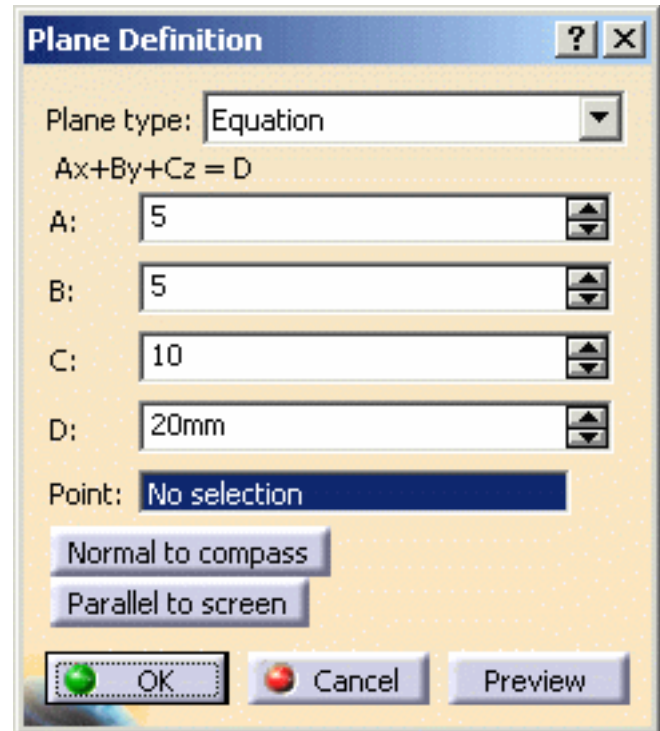 Plane Definition ? X
Plane type: Equation
Ax+By+Cz = D
A: 5
B: 5
C: 10
D: 20mm
Point: No selection
Normal to compass
Parallel to screen
OK Cancel Preview